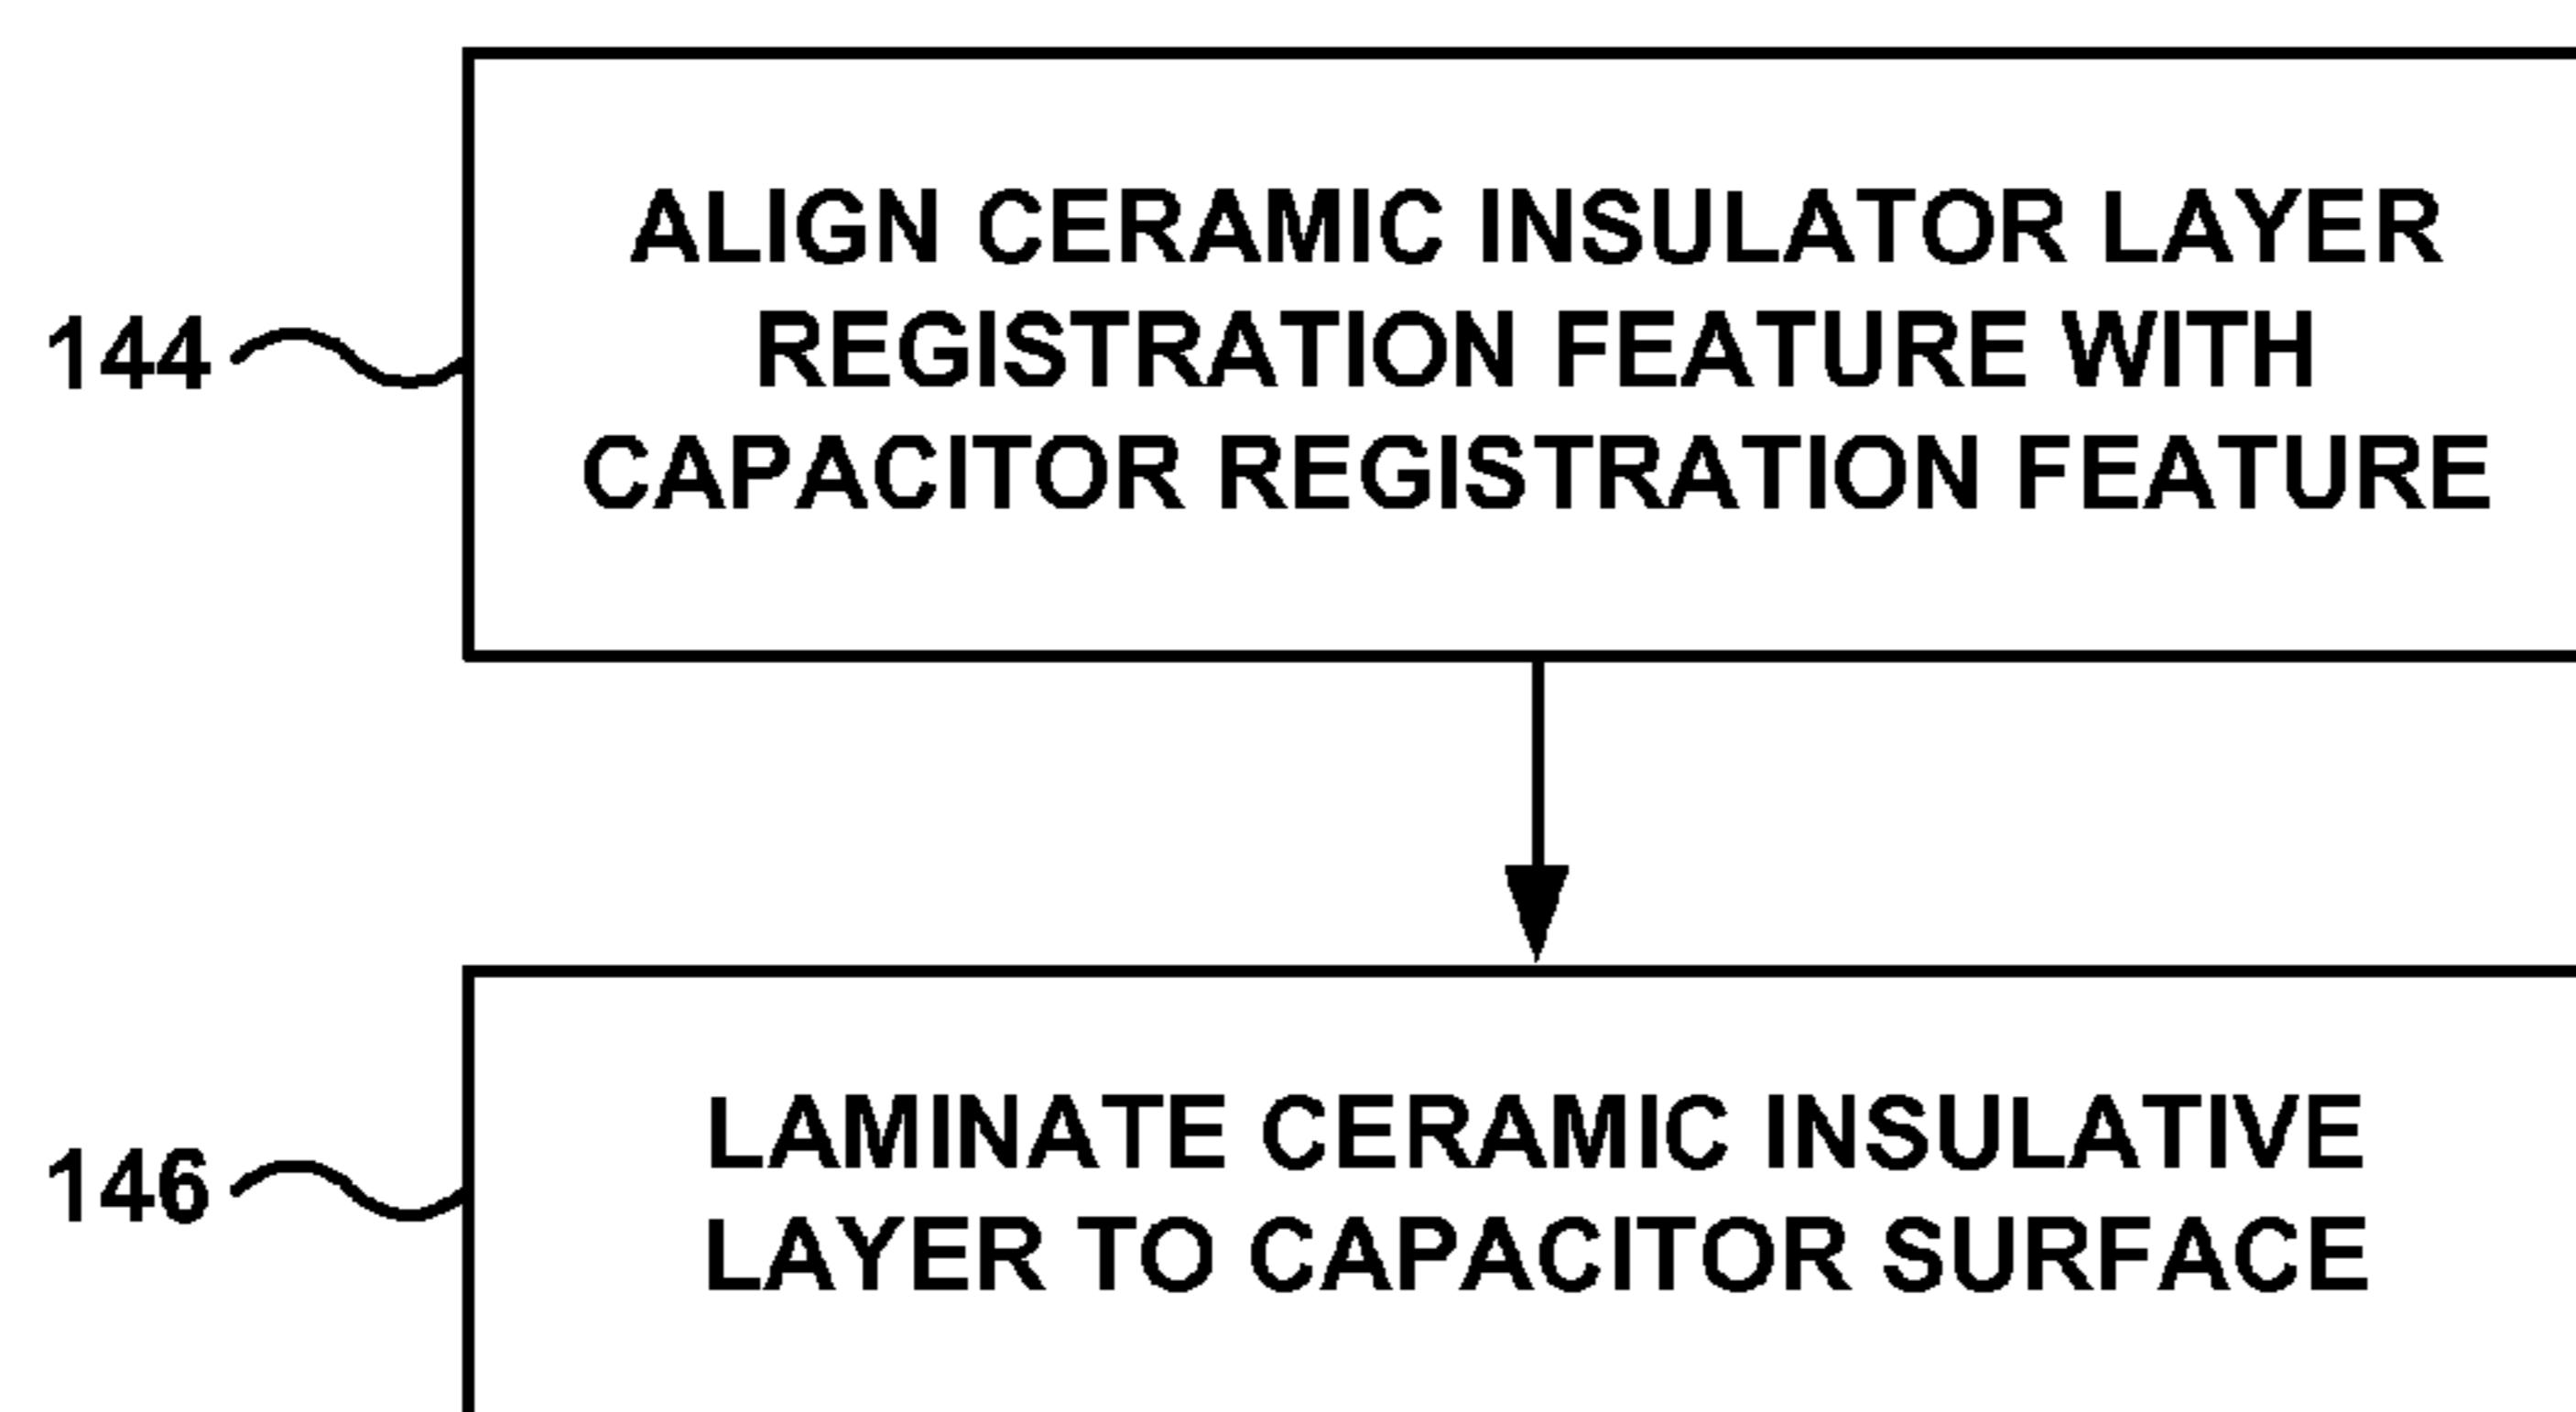 144
ALIGN CERAMIC INSULATOR LAYER
REGISTRATION FEATURE WITH
CAPACITOR REGISTRATION FEATURE
146
LAMINATE CERAMIC INSULATIVE
LAYER TO CAPACITOR SURFACE